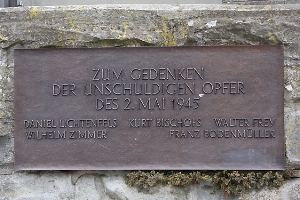 ZUM GEDENKEN
DER UNSCHULDIGEN OPFER
DES 2. MAI 1945
DANIEL LICHTENFELS KURT BISCHOFS WALTER FREY
WILHELM ZIMMER FRANZ BODENMÜLLER